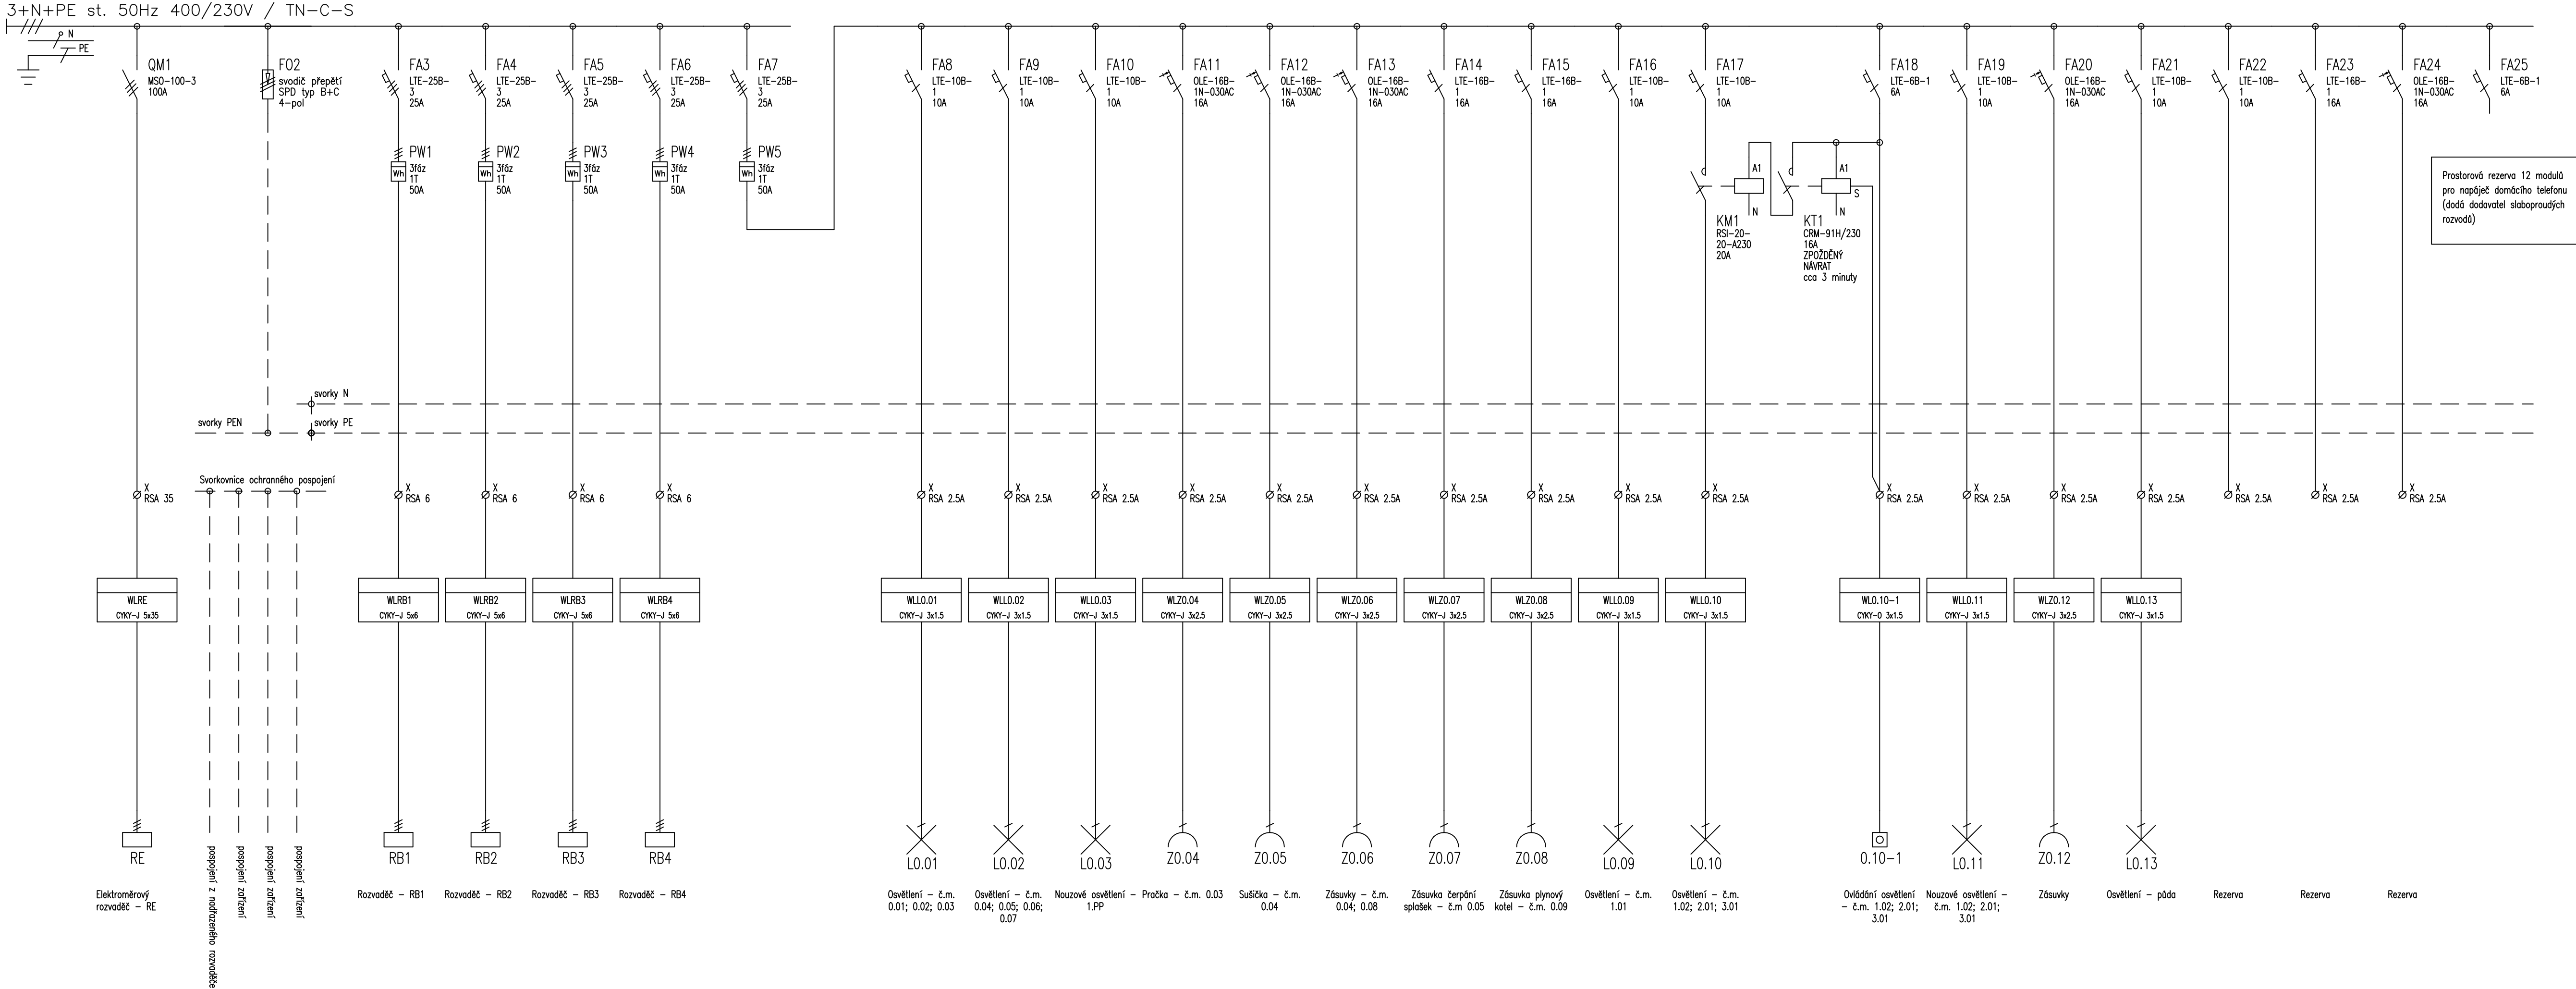 3+N+PE st. 50Hz 400/230V / TN-C-S
N
PE
QM1
MSO-100-3
100A
FO2
svodič přepětí
SPD typ B+C
4-pol
FA3
LTE-25B-
3
25A
FA4
LTE-25B-
3
25A
FA5
LTE-25B-
3
25A
FA6
LTE-25B-
3
25A
FA7
LTE-25B-
3
25A
FA8
LTE-10B-
1
10A
FA9
LTE-10B-
1
10A
FA10
LTE-10B-
1
10A
FA11
OLE-16B-
1N-030AC
16A
FA12
OLE-16B-
1N-030AC
16A
FA13
OLE-16B-
1N-030AC
16A
FA14
LTE-16B-
1
16A
FA15
LTE-16B-
1
16A
FA16
LTE-10B-
1
10A
FA17
LTE-10B-
1
10A
FA18
LTE-6B-1
6A
FA19
LTE-10B-
1
10A
FA20
OLE-16B-
1N-030AC
16A
FA21
LTE-10B-
1
10A
FA22
LTE-10B-
1
10A
FA23
LTE-16B-
1
16A
FA24
OLE-16B-
1N-030AC
16A
FA25
LTE-6B-1
6A
PW1
Wh
3fáz
1T
50A
PW2
Wh
3fáz
1T
50A
PW3
Wh
3fáz
1T
50A
PW4
Wh
3fáz
1T
50A
PW5
Wh
3fáz
1T
50A
A1
N
KM1
RSI-20-
20-A230
20A
A1
S
N
KT1
CRM-91H/230
16A
ZPOŽDĚNÝ
NÁVRAT
cca 3 minuty
Prostorová rezerva 12 modulů
pro napáječ domácího telefonu
(dodá dodavatel slaboproudých
rozvodů)
svorky N
svorky PEN
svorky PE
Svorkovnice ochranného pospojení
X
RSA 35
X
RSA 6
X
RSA 6
X
RSA 6
X
RSA 6
X
RSA 2.5A
X
RSA 2.5A
X
RSA 2.5A
X
RSA 2.5A
X
RSA 2.5A
X
RSA 2.5A
X
RSA 2.5A
X
RSA 2.5A
X
RSA 2.5A
X
RSA 2.5A
X
RSA 2.5A
X
RSA 2.5A
X
RSA 2.5A
X
RSA 2.5A
X
RSA 2.5A
X
RSA 2.5A
X
RSA 2.5A
WLRE
CYKY-J 5x35
WLRB1
CYKY-J 5x6
WLRB2
CYKY-J 5x6
WLRB3
CYKY-J 5x6
WLRB4
CYKY-J 5x6
WLL0.01
CYKY-J 3x1.5
WLL0.02
CYKY-J 3x1.5
WLL0.03
CYKY-J 3x1.5
WLZ0.04
CYKY-J 3x2.5
WLZ0.05
CYKY-J 3x2.5
WLZ0.06
CYKY-J 3x2.5
WLZ0.07
CYKY-J 3x2.5
WLZ0.08
CYKY-J 3x2.5
WLL0.09
CYKY-J 3x1.5
WLL0.10
CYKY-J 3x1.5
WL0.10-1
CYKY-O 3x1.5
WLL0.11
CYKY-J 3x1.5
WLZ0.12
CYKY-J 3x2.5
WLL0.13
CYKY-J 3x1.5
RE
Elektroměrový
rozvaděč - RE
pospojení z nadřazeného rozvaděče
pospojení zařízení
pospojení zařízení
pospojení zařízení
RB1
Rozvaděč - RB1
RB2
Rozvaděč - RB2
RB3
Rozvaděč - RB3
RB4
Rozvaděč - RB4
L0.01
Osvětlení - č.m.
0.01; 0.02; 0.03
L0.02
Osvětlení - č.m.
0.04; 0.05; 0.06;
0.07
L0.03
Nouzové osvětlení -
1.PP
Z0.04
Pračka - č.m. 0.03
Z0.05
Sušička - č.m.
0.04
Z0.06
Zásuvky - č.m.
0.04; 0.08
Z0.07
Zásuvka čerpání
splašek - č.m 0.05
Z0.08
Zásuvka plynový
kotel - č.m. 0.09
L0.09
Osvětlení - č.m.
1.01
L0.10
Osvětlení - č.m.
1.02; 2.01; 3.01
0.10-1
Ovládání osvětlení
- č.m. 1.02; 2.01;
3.01
L0.11
Nouzové osvětlení -
č.m. 1.02; 2.01;
3.01
Z0.12
Zásuvky
L0.13
Osvětlení - půda
Rezerva
Rezerva
Rezerva